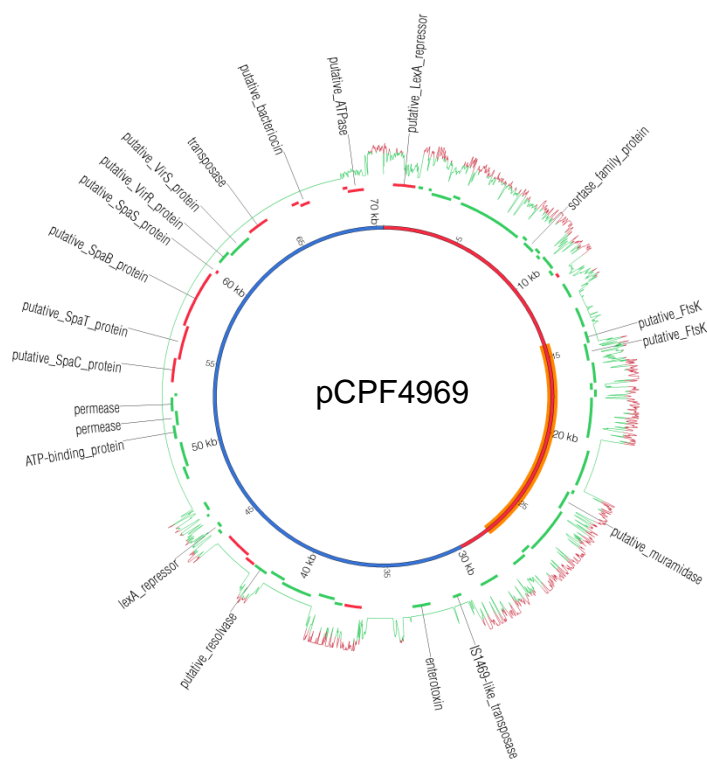 putative_LexA_repressor
putative_ATPase
putative_bacteriocin
transposase
putative_VirS_protein
putative_VirR_protein
putative_SpaS_protein
putative_SpaB_protein
putative_SpaT_protein
putative_SpaC_protein
permease
permease
ATP-binding_protein
lexA_repressor
putative_resolvase
enterotoxin
IS1469-like_transposase
putative_muramidase
putative_FtsK
putative_FtsK
sortase_family_protein
70 kb
5
10 kb
15
20 kb
25
30 kb
35
40 kb
45
50 kb
55
60 kb
65
pCPF4969